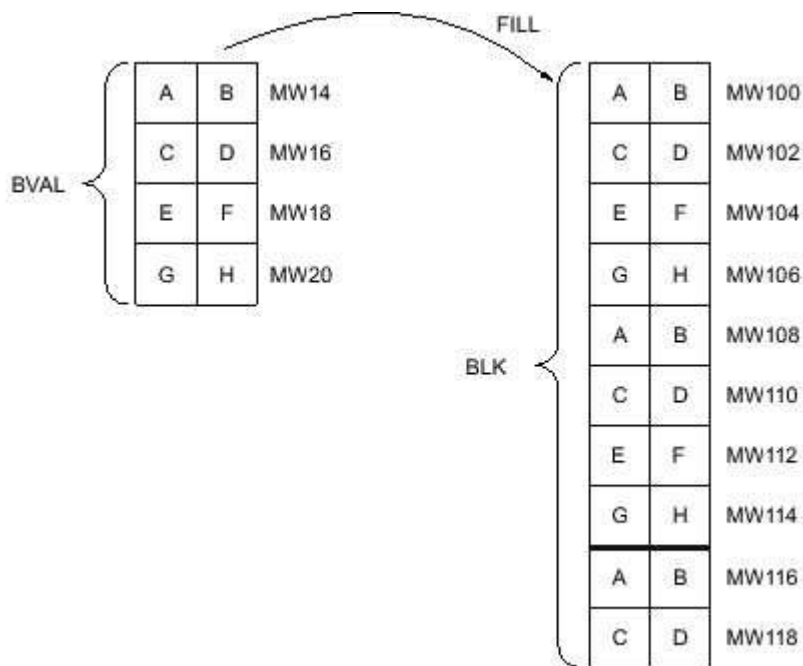 FILL
BVAL
A B MW14
C D MW16
E F MW18
G H MW20
BLK
A B MW100
C D MW102
E F MW104
G H MW106
A B MW108
C D MW110
E F MW112
G H MW114
A B MW116
C D MW118